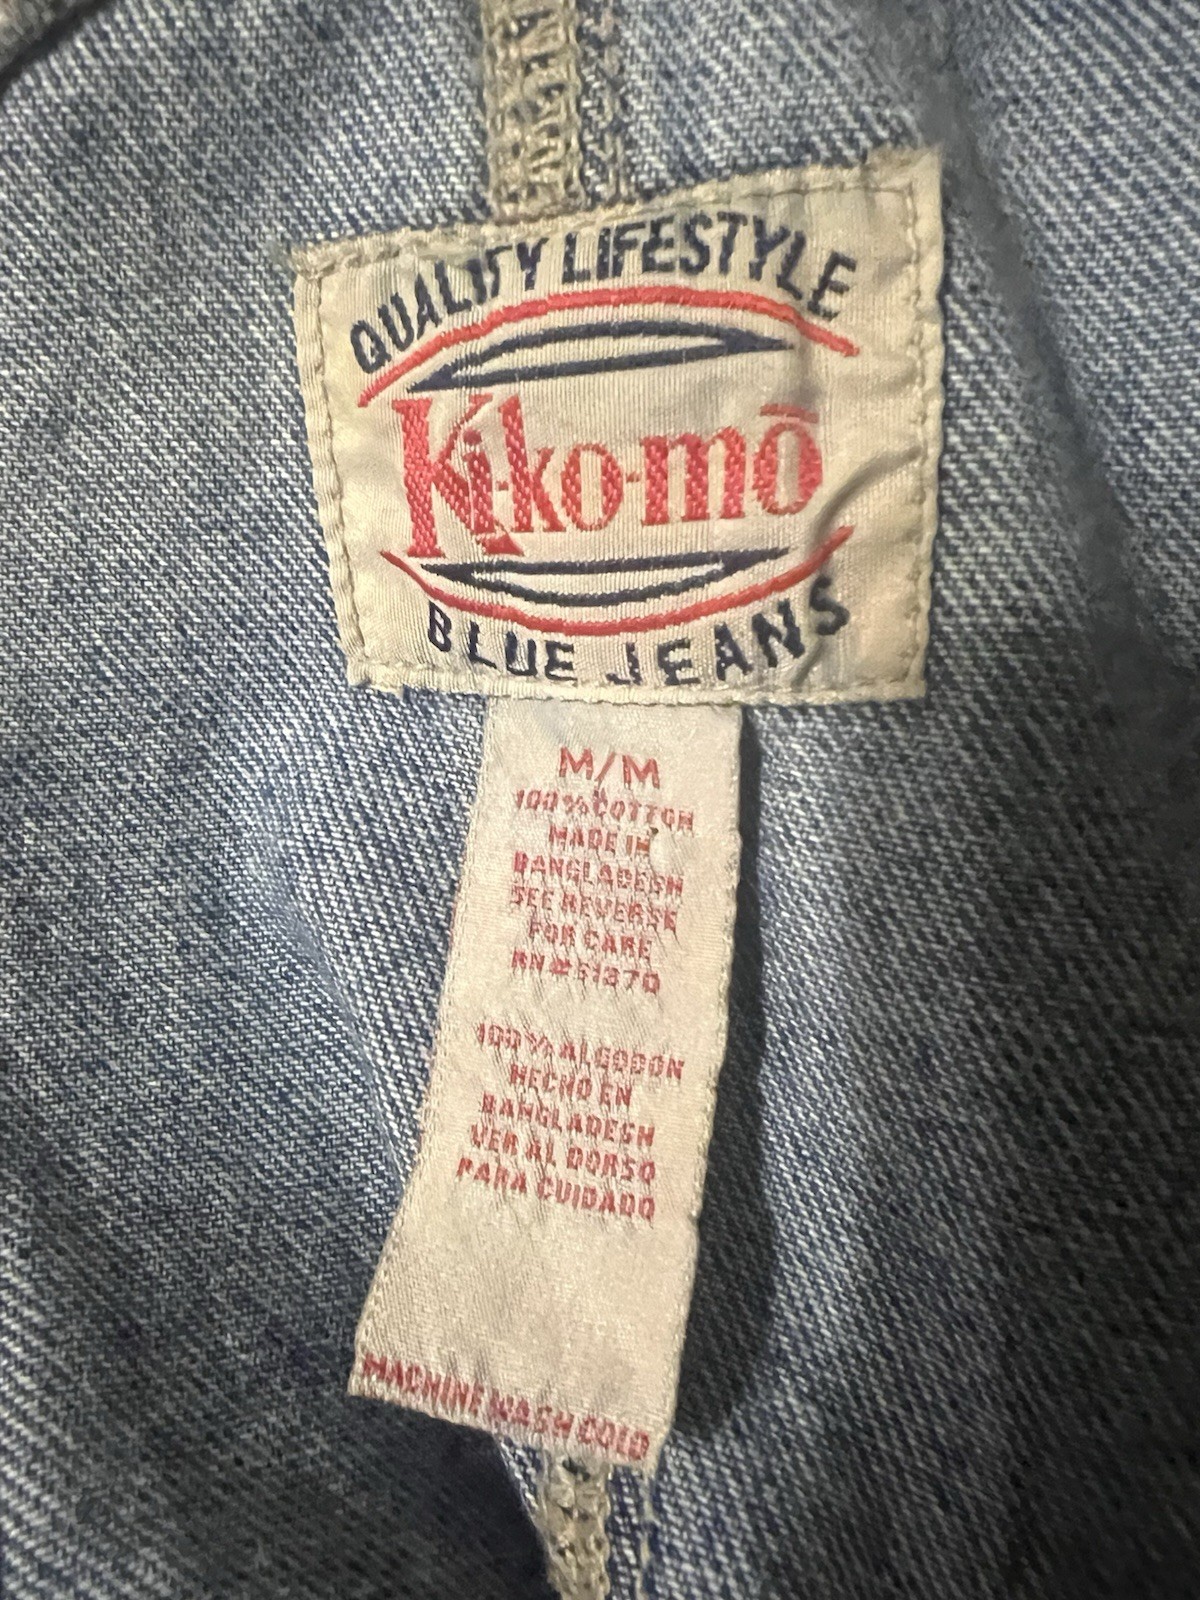 QUALITY LIFESTYLE
Ki-ko-mō
BLUE JEANS
M/M
100% COTTON
MADE IN
BANGLADESH
SEE REVERSE
FOR CARE
100% ALGODON
HECHO EN
BANGLADESH
VER AL DORSO
PARA CUIDADO
MACHINE WASH COLD